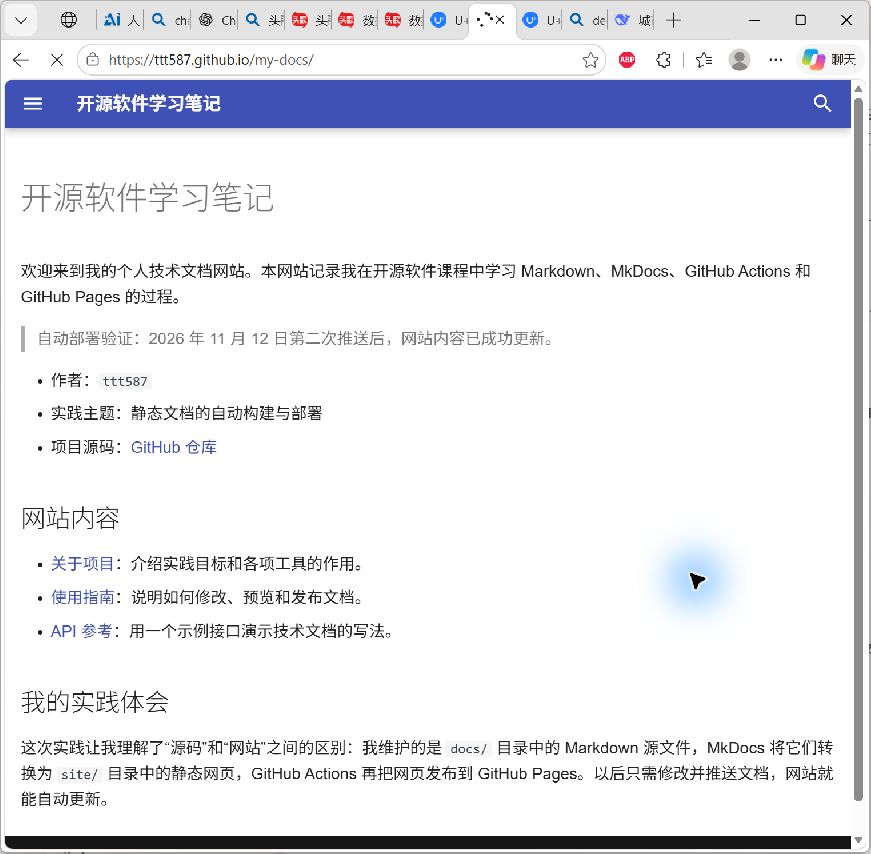 Ai 人
cha
Ch
头
头
数
数
U+
U+
de
城
https://ttt587.github.io/my-docs/
ABP
聊天
开源软件学习笔记
开源软件学习笔记
欢迎来到我的个人技术文档网站。本网站记录我在开源软件课程中学习 Markdown、MkDocs、GitHub Actions 和
GitHub Pages 的过程。
自动部署验证：2026 年 11 月 12 日第二次推送后，网站内容已成功更新。
• 作者：ttt587
• 实践主题：静态文档的自动构建与部署
• 项目源码：GitHub 仓库
网站内容
• 关于项目：介绍实践目标和各项工具的作用。
• 使用指南：说明如何修改、预览和发布文档。
• API 参考：用一个示例接口演示技术文档的写法。
我的实践体会
这次实践让我理解了“源码”和“网站”之间的区别：我维护的是 docs/ 目录中的 Markdown 源文件，MkDocs 将它们转
换为 site/ 目录中的静态网页，GitHub Actions 再把网页发布到 GitHub Pages。以后只需修改并推送文档，网站就
能自动更新。